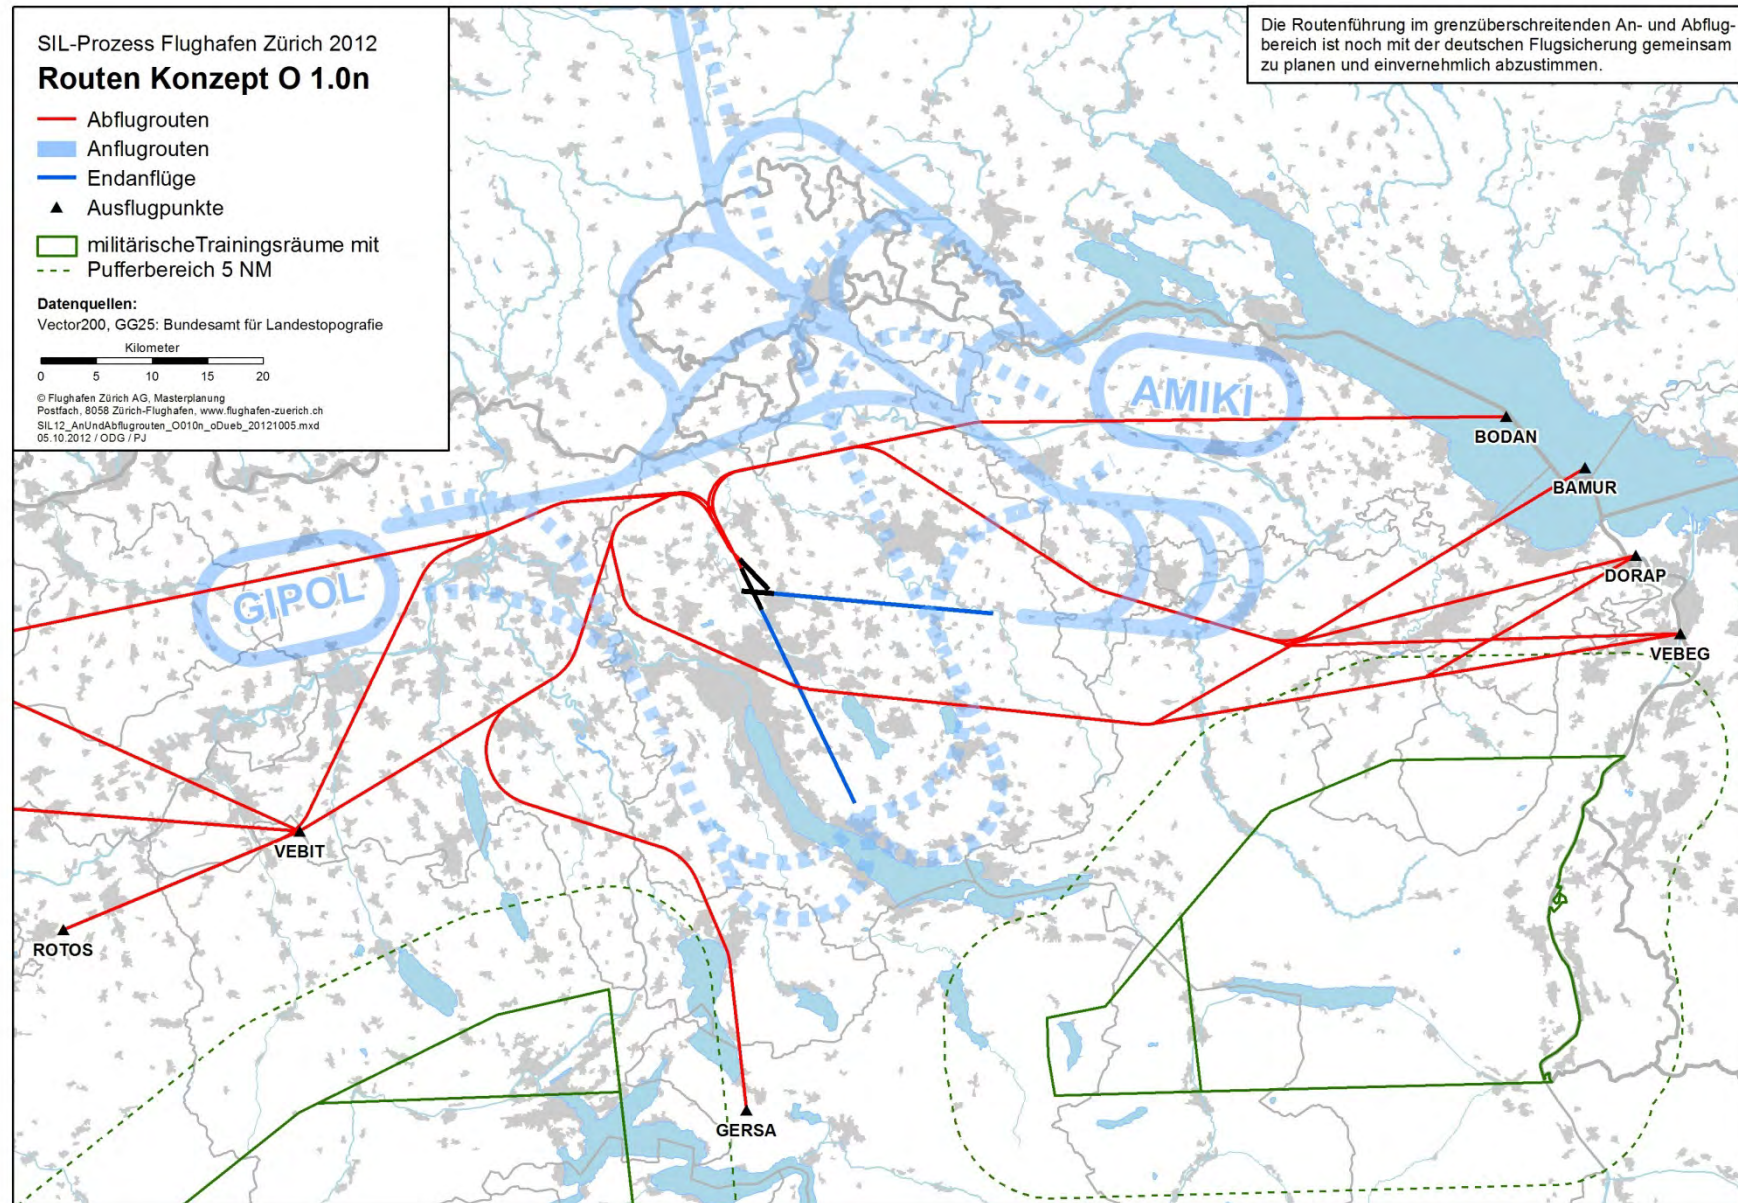 SIL-Prozess Flughafen Zürich 2012
Routen Konzept O 1.0n
Abflugrouten
Anflugrouten
Endanflüge
Ausflugpunkte
militärischeTrainingsräume mit
Pufferbereich 5 NM
Datenquellen:
Vector200, GG25: Bundesamt für Landestopografie
Kilometer
0 5 10 15 20
© Flughafen Zürich AG, Masterplanung
Postfach, 8058 Zürich-Flughafen, www.flughafen-zuerich.ch
SIL12_AnUndAbflugrouten_O010n_oDueb_20121005.mxd
05.10.2012 / ODG / PJ
Die Routenführung im grenzüberschreitenden An- und Abflug-
bereich ist noch mit der deutschen Flugsicherung gemeinsam
zu planen und einvernehmlich abzustimmen.
AMIKI
BODAN
BAMUR
DORAP
GIPOL
VEBEG
VEBIT
ROTOS
GERSA